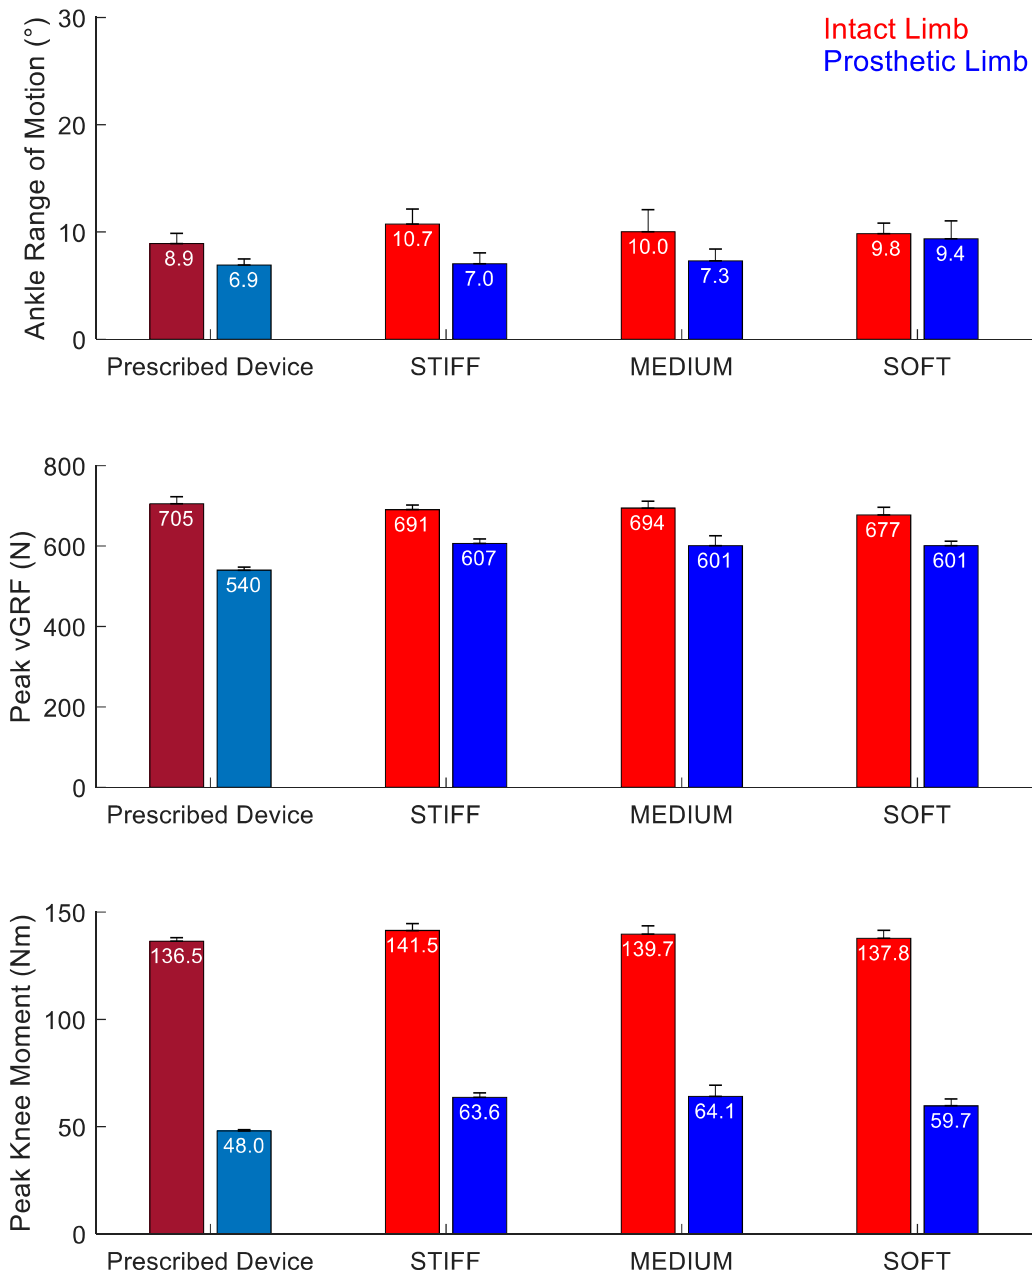 Intact Limb
Prosthetic Limb
Ankle Range of Motion (°)
30
20
10
0
8.9
6.9
10.7
7.0
10.0
7.3
9.8
9.4
Prescribed Device
STIFF
MEDIUM
SOFT
Peak vGRF (N)
800
600
400
200
0
705
540
691
607
694
601
677
601
Prescribed Device
STIFF
MEDIUM
SOFT
Peak Knee Moment (Nm)
150
100
50
0
136.5
48.0
141.5
63.6
139.7
64.1
137.8
59.7
Prescribed Device
STIFF
MEDIUM
SOFT